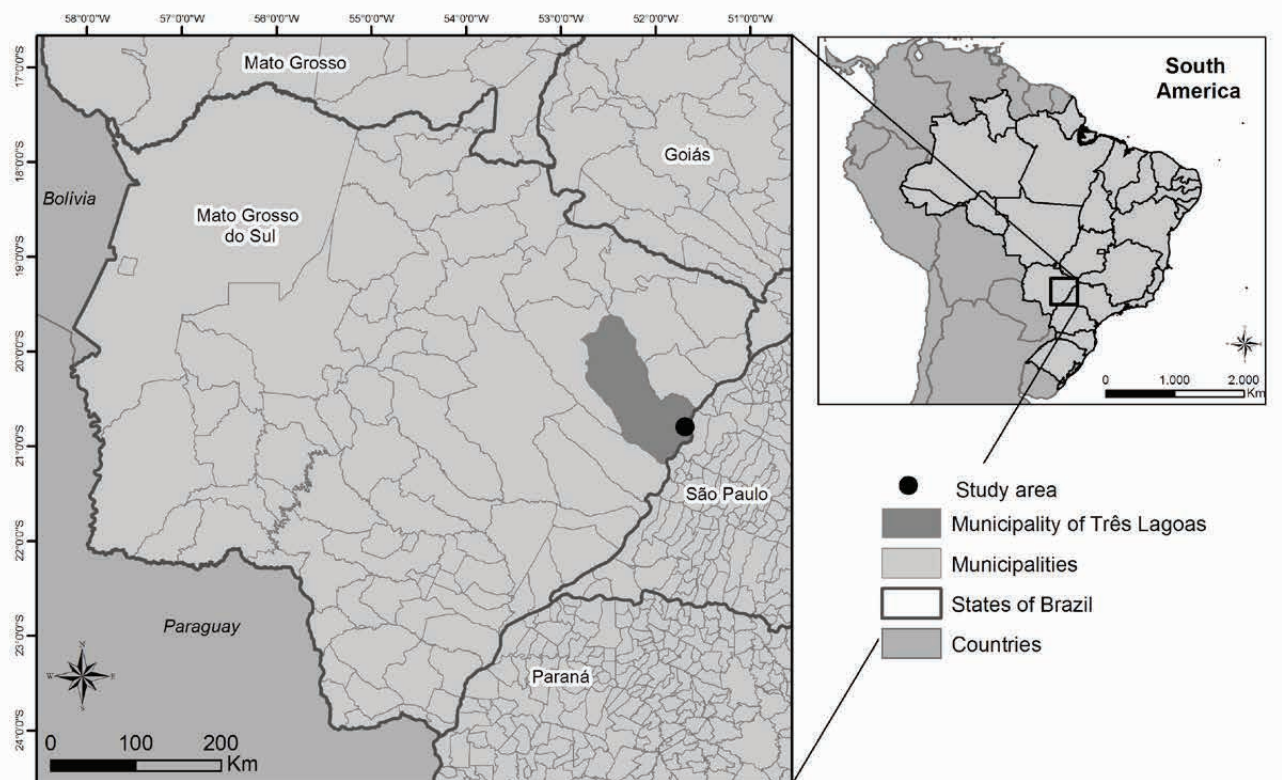 58°0'0"W 57°0'0"W 56°0'0"W 55°0'0"W 54°0'0"W 53°0'0"W 52°0'0"W 51°0'0"W
17°0'0"S
18°0'0"S
19°0'0"S
20°0'0"S
21°0'0"S
22°0'0"S
23°0'0"S
24°0'0"S
Mato Grosso
Goiás
Bolívia
Mato Grosso
do Sul
São Paulo
Paraguay
Paraná
N
W E
S
0 100 200
Km
South
America
0 1.000 2.000
Km
Study area
Municipality of Três Lagoas
Municipalities
States of Brazil
Countries